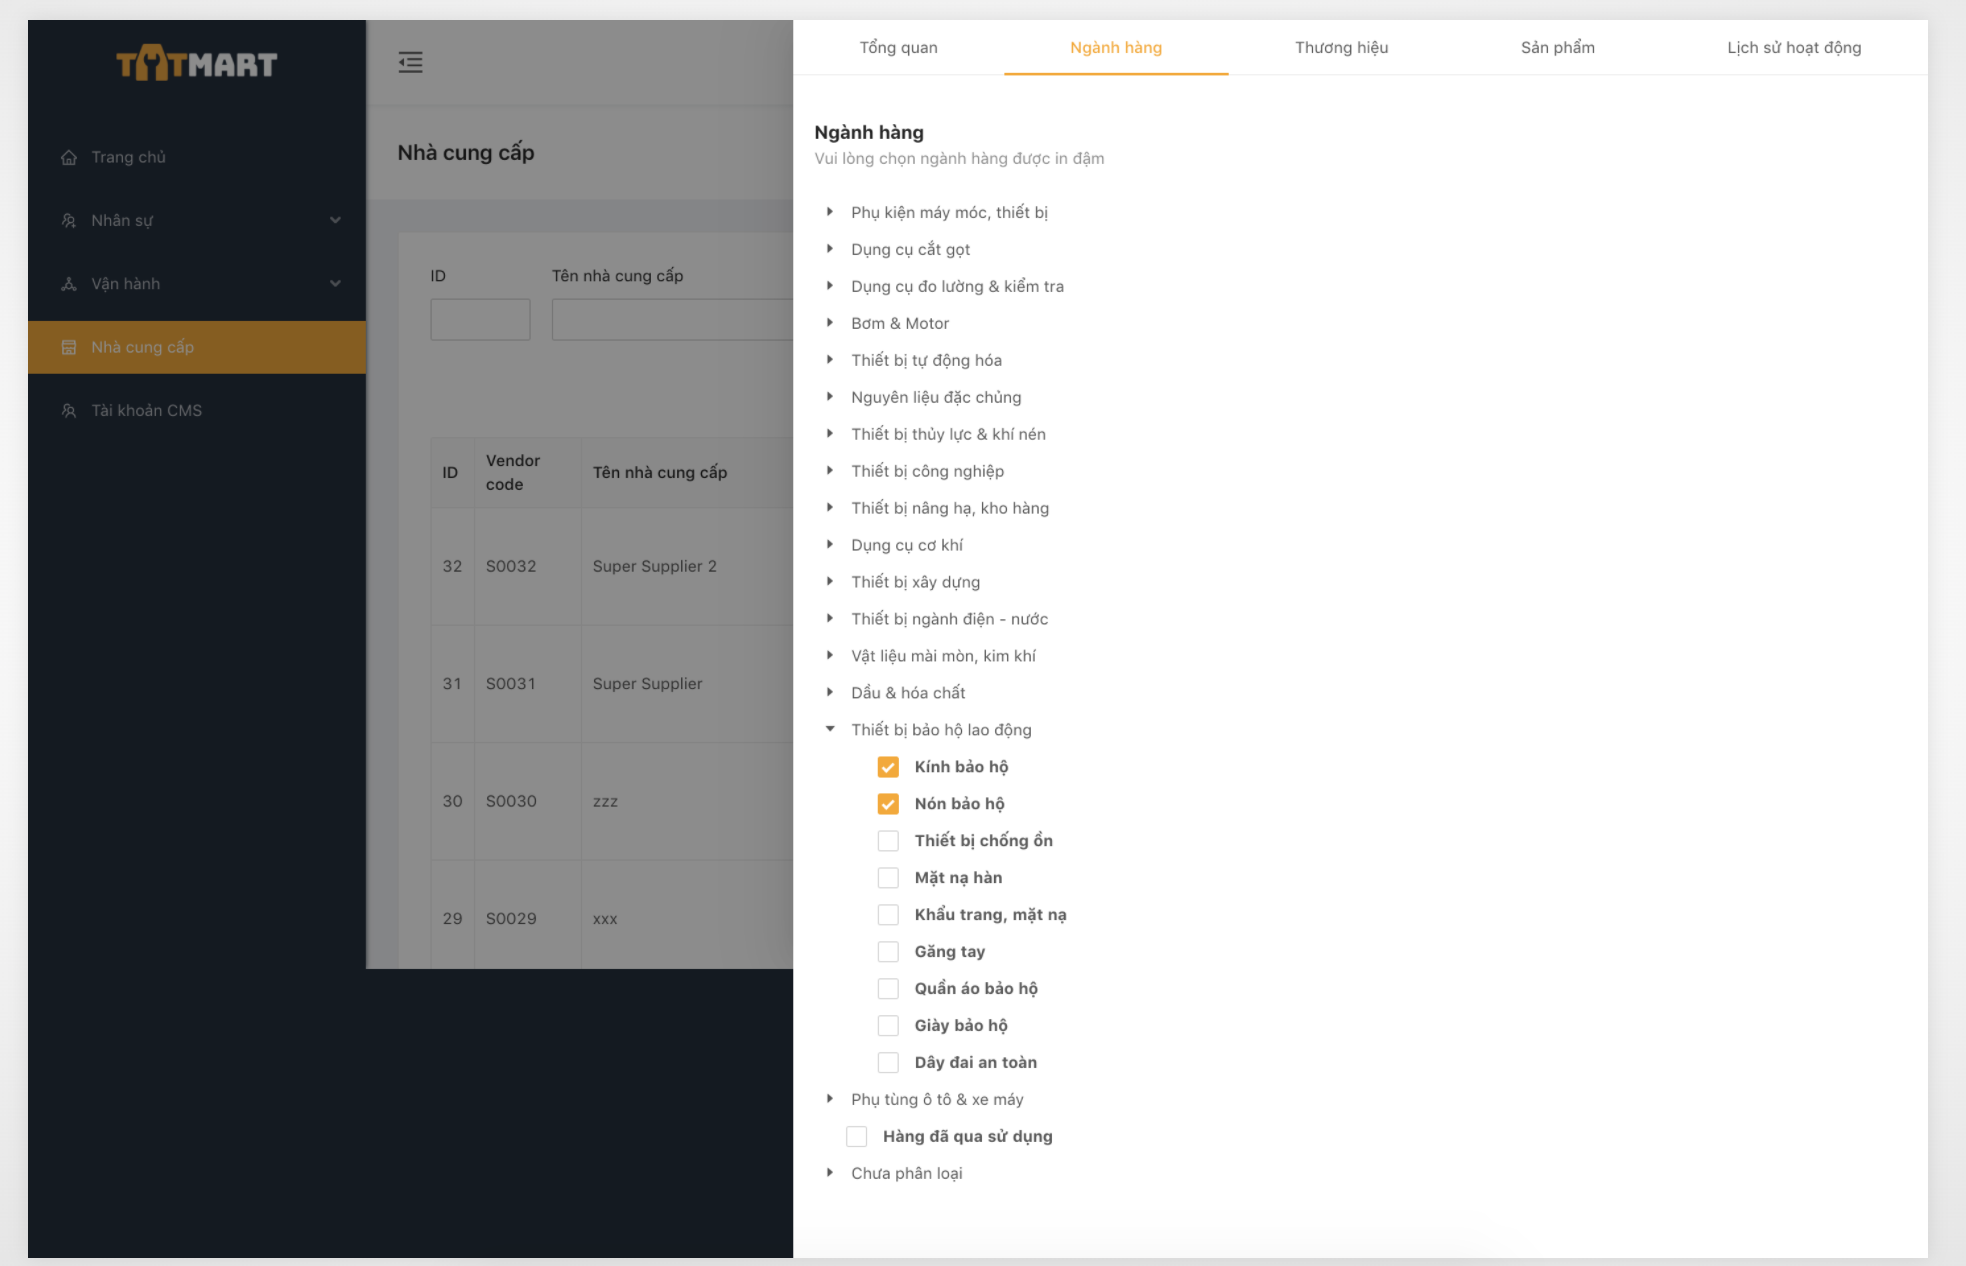 TATMART
Trang chủ
Nhân sự
Vận hành
Nhà cung cấp
Tài khoản CMS
Nhà cung cấp
ID
Tên nhà cung cấp
ID
Vendor code
Tên nhà cung cấp
32 S0032 Super Supplier 2
31 S0031 Super Supplier
30 S0030 zzz
29 S0029 xxx
Tổng quan
Ngành hàng
Thương hiệu
Sản phẩm
Lịch sử hoạt động
Ngành hàng
Vui lòng chọn ngành hàng được in đậm
Phụ kiện máy móc, thiết bị
Dụng cụ cắt gọt
Dụng cụ đo lường & kiểm tra
Bơm & Motor
Thiết bị tự động hóa
Nguyên liệu đặc chủng
Thiết bị thủy lực & khí nén
Thiết bị công nghiệp
Thiết bị nâng hạ, kho hàng
Dụng cụ cơ khí
Thiết bị xây dựng
Thiết bị ngành điện - nước
Vật liệu mài mòn, kim khí
Dầu & hóa chất
Thiết bị bảo hộ lao động
Kính bảo hộ
Nón bảo hộ
Thiết bị chống ồn
Mặt nạ hàn
Khẩu trang, mặt nạ
Găng tay
Quần áo bảo hộ
Giày bảo hộ
Dây đai an toàn
Phụ tùng ô tô & xe máy
Hàng đã qua sử dụng
Chưa phân loại